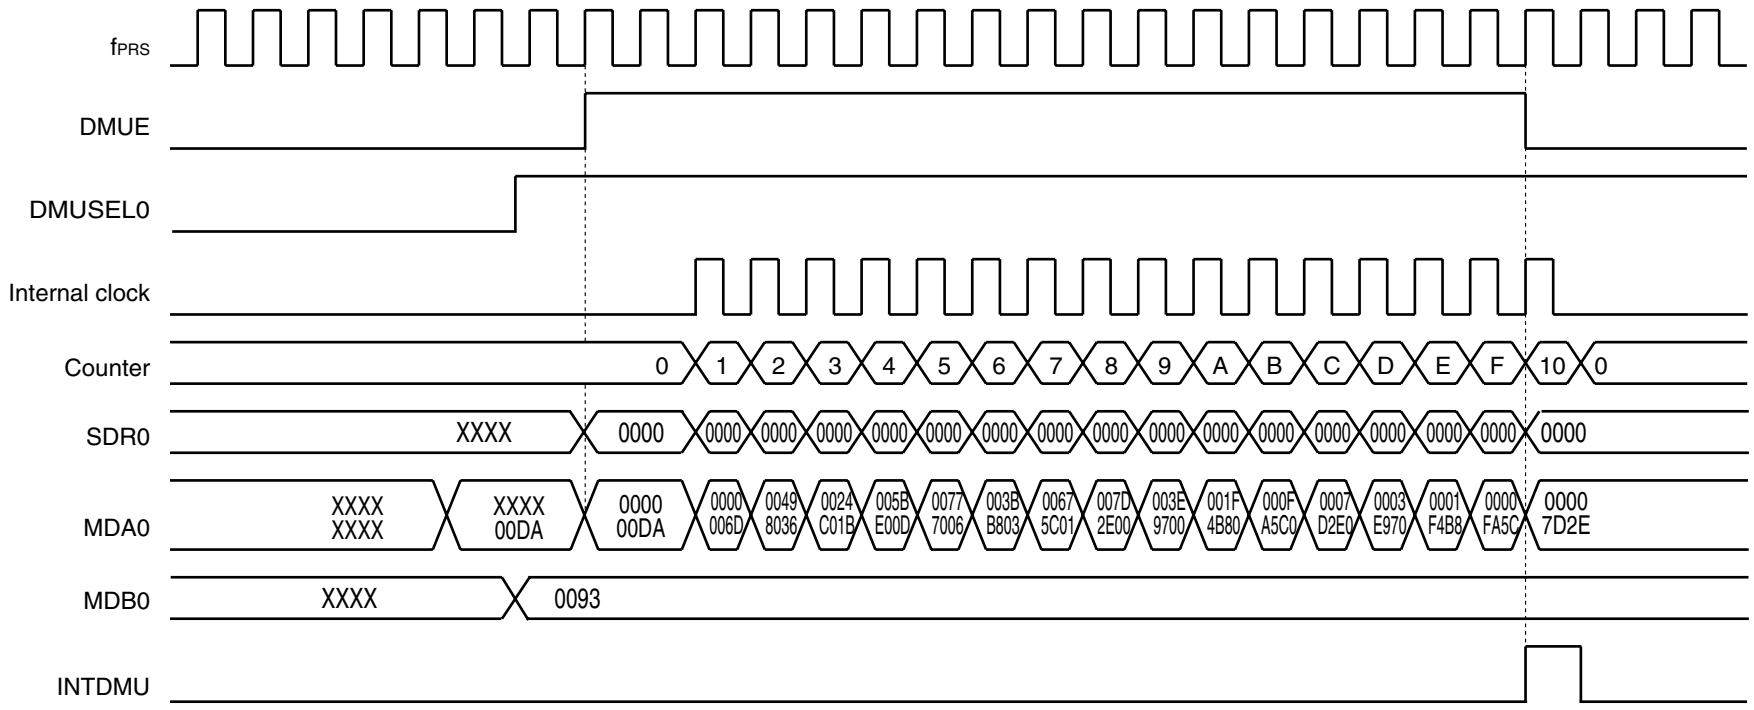 fPRS
DMUE
DMUSEL0
Internal clock
Counter 0 1 2 3 4 5 6 7 8 9 A B C D E F 10 0
SDR0 XXXX 0000 0000 0000 0000 0000 0000 0000 0000 0000 0000 0000 0000 0000 0000 0000 0000 0000
XXXX XXXX 0000 0000 0049 0024 005B 0077 003B 0067 007D 003E 001F 000F 0007 0003 0001 0000 0000
MDA0 XXXX 00DA 00DA 006D 8036 C01B E00D 7006 B803 5C01 2E00 9700 4B80 A5C0 D2E0 E970 F4B8 FA5C 7D2E
MDB0 XXXX 0093
INTDMU